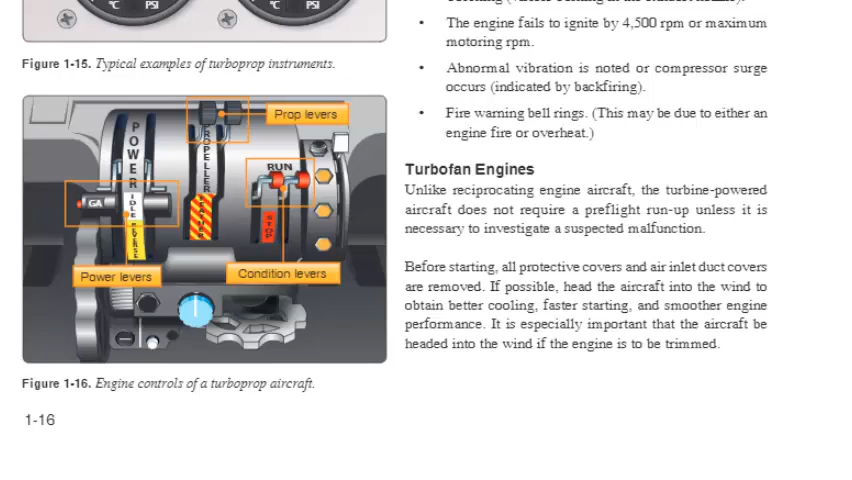 °C PSI °C PSI
Figure 1-15. Typical examples of turboprop instruments.
Prop levers
POWER
PROPELLER
RUN
GA
IDLE
REVERSE
FEATHER
STOP
Power levers
Condition levers
Figure 1-16. Engine controls of a turboprop aircraft.
1-16
• The engine fails to ignite by 4,500 rpm or maximum
motoring rpm.
• Abnormal vibration is noted or compressor surge
occurs (indicated by backfiring).
• Fire warning bell rings. (This may be due to either an
engine fire or overheat.)
Turbofan Engines
Unlike reciprocating engine aircraft, the turbine-powered
aircraft does not require a preflight run-up unless it is
necessary to investigate a suspected malfunction.
Before starting, all protective covers and air inlet duct covers
are removed. If possible, head the aircraft into the wind to
obtain better cooling, faster starting, and smoother engine
performance. It is especially important that the aircraft be
headed into the wind if the engine is to be trimmed.